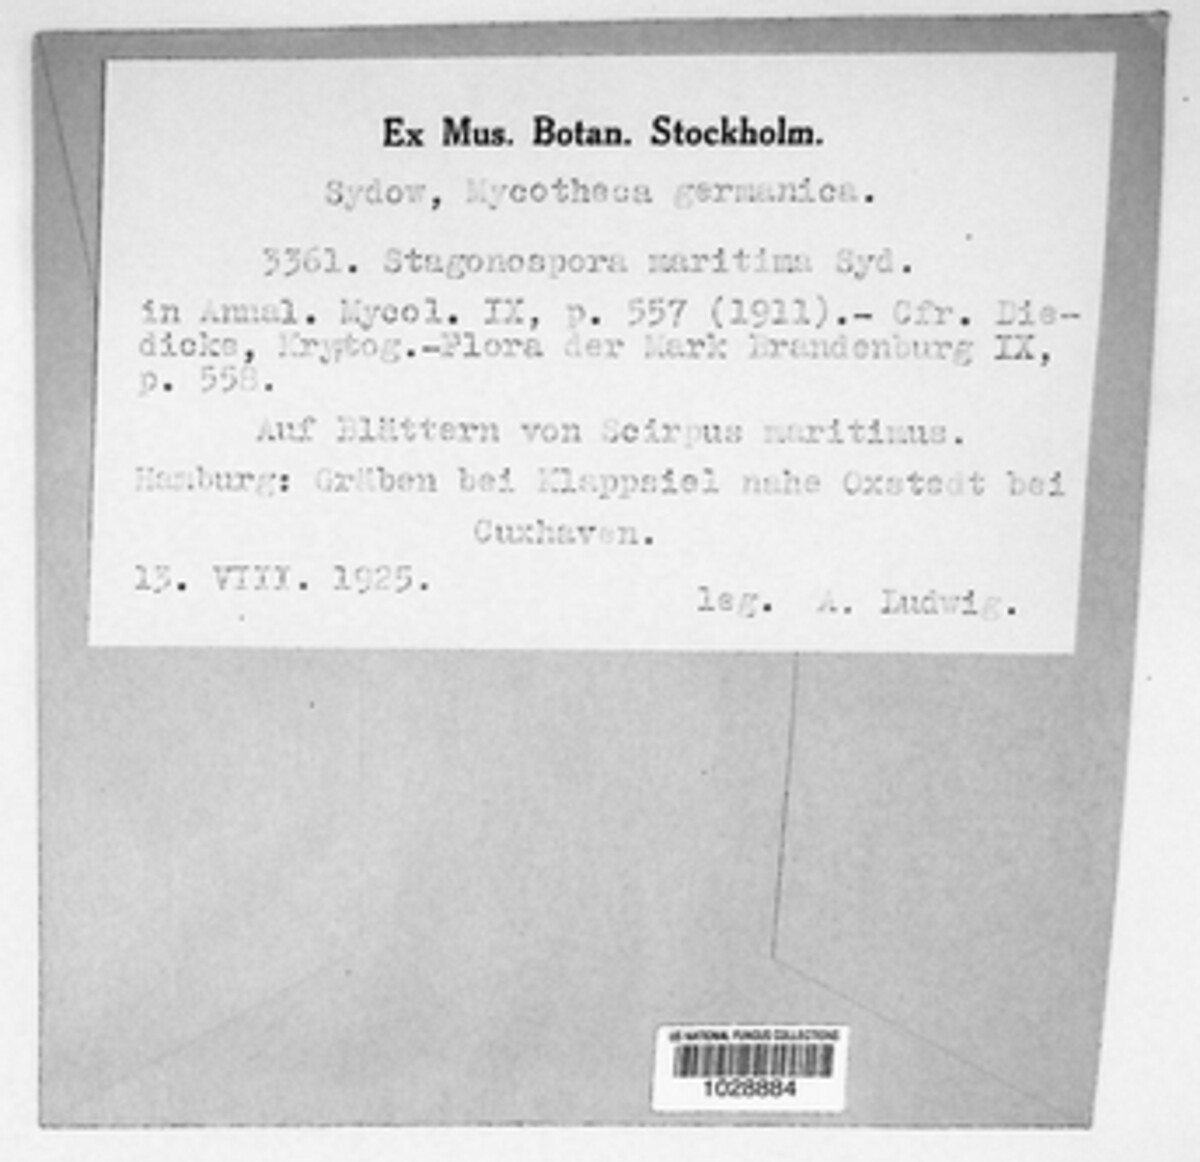 Ex Mus. Botan. Stockholm.
Sydow, Mycotheca germanica.
3361. Stagonospora maritima Syd.
in Annal. Mycol. IX, p. 557 (1911).- Cfr. Die-
dicke, Kryptog.-Flora der Mark Brandenburg IX,
p. 558.
Auf Blättern von Scirpus maritimus.
Hamburg: Gräben bei Klappsiel nahe Oxstedt bei
Cuxhaven.
13. VIII. 1925.
leg. A. Ludwig.
US NATIONAL FUNGUS COLLECTIONS
1028884